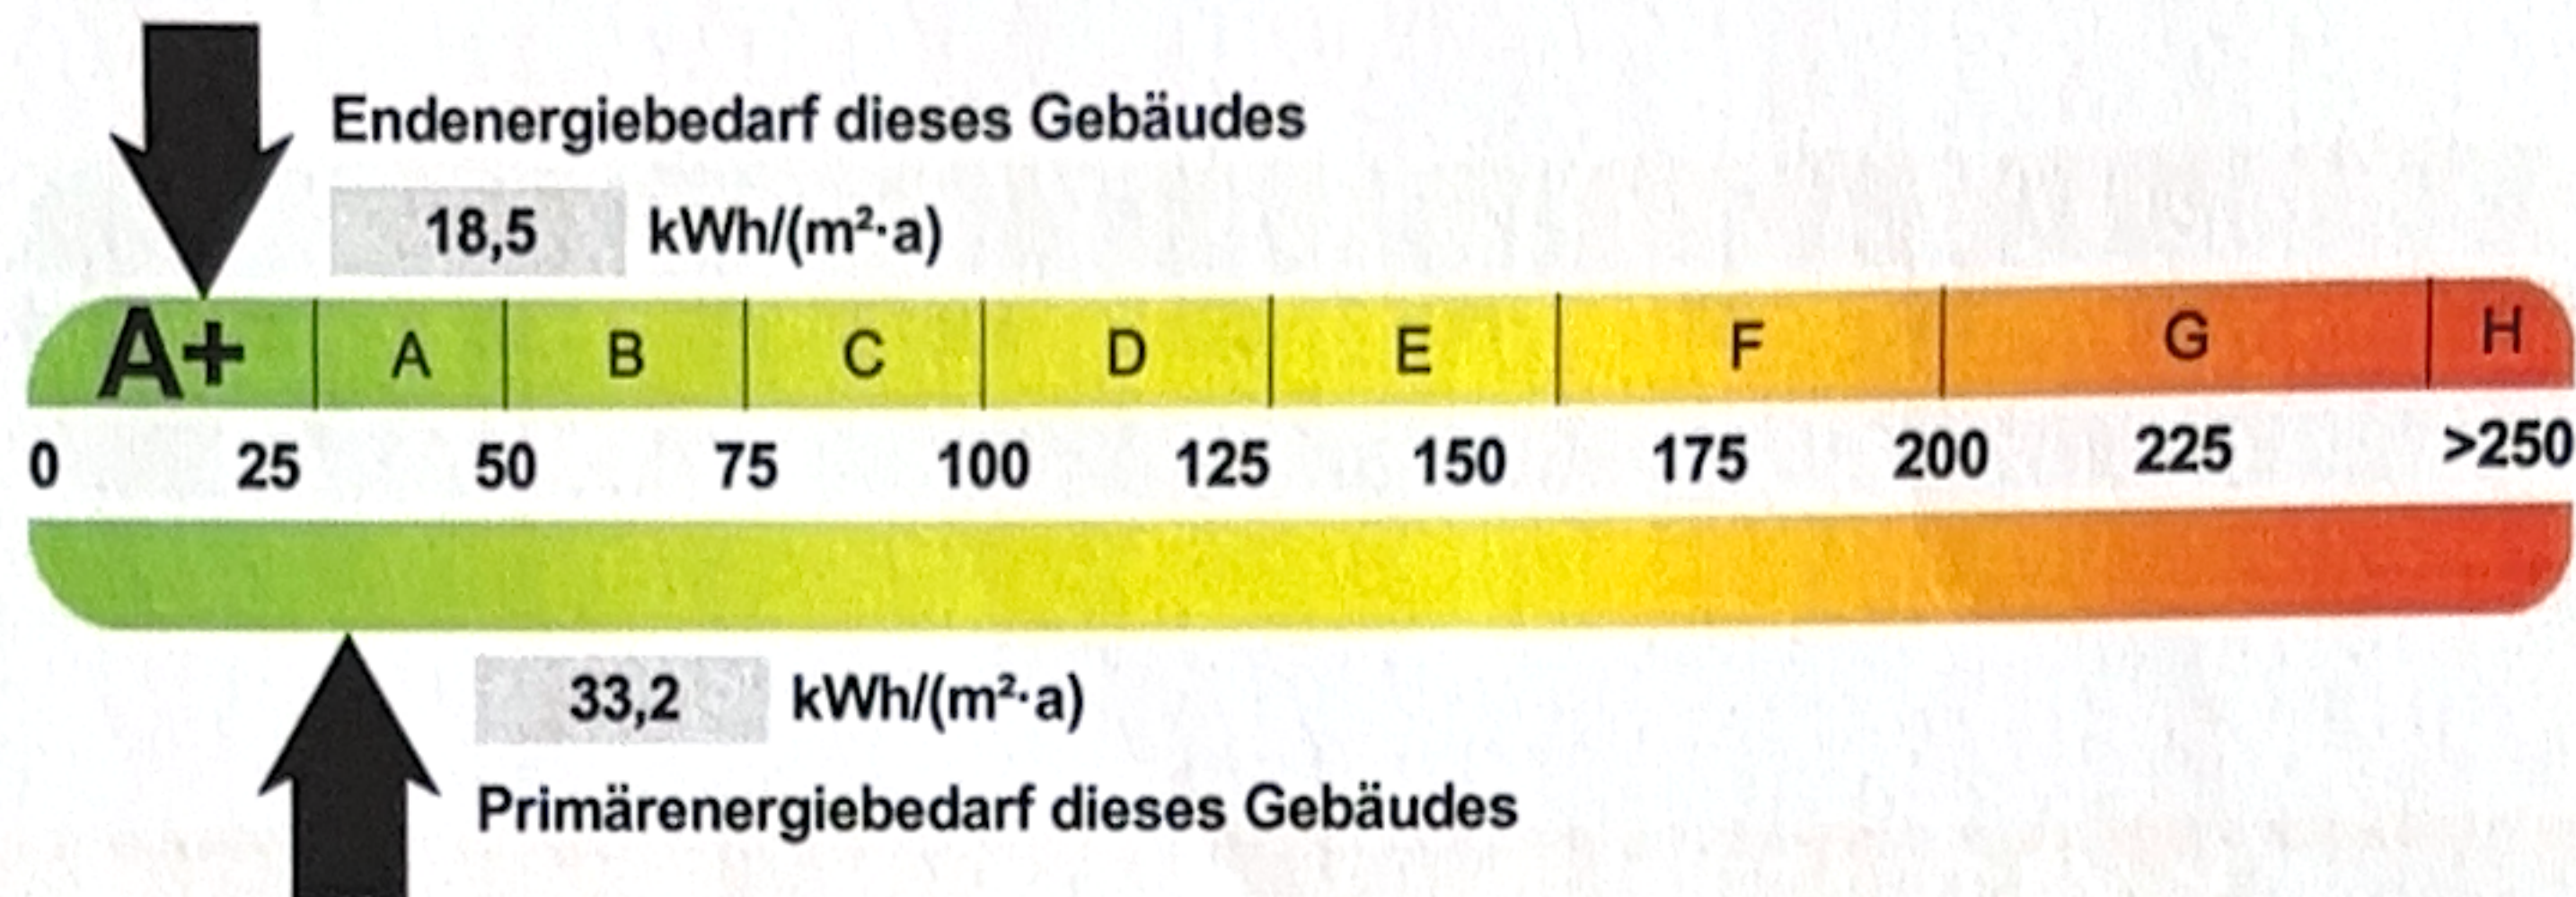 Endenergiebedarf dieses Gebäudes
18,5 kWh/(m²·a)
A+ A B C D E F G H
0 25 50 75 100 125 150 175 200 225 >250
33,2 kWh/(m²·a)
Primärenergiebedarf dieses Gebäudes